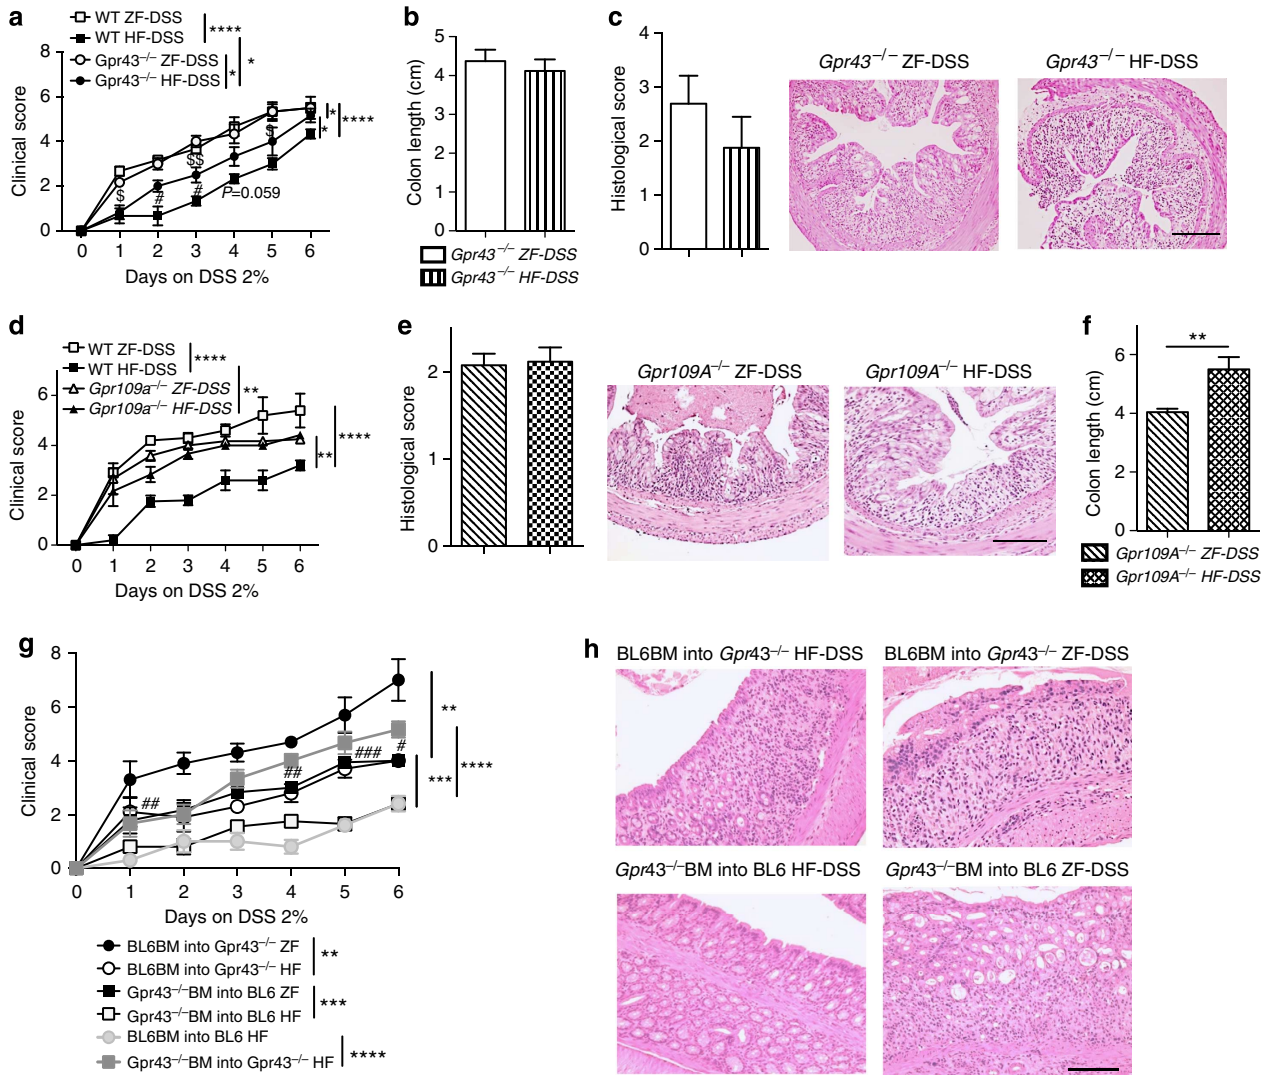 a
WT ZF-DSS
WT HF-DSS
Gpr43–/– ZF-DSS
Gpr43–/– HF-DSS
****
*
*
Clinical score
8
6
4
2
0
$
#
$$
#
P=0.059
$
*
*
****
0 1 2 3 4 5 6
Days on DSS 2%
b
Colon length (cm)
5
4
3
2
1
0
Gpr43–/– ZF-DSS
Gpr43–/– HF-DSS
c
Histological score
4
3
2
1
0
Gpr43–/– ZF-DSS
Gpr43–/– HF-DSS
d
WT ZF-DSS
WT HF-DSS
Gpr109a–/– ZF-DSS
Gpr109a–/– HF-DSS
****
**
Clinical score
6
4
2
0
**
****
0 1 2 3 4 5 6
Days on DSS 2%
e
Histological score
2
1
0
Gpr109A–/– ZF-DSS
Gpr109A–/– HF-DSS
f
Colon length (cm)
6
4
2
0
**
Gpr109A–/– ZF-DSS
Gpr109A–/– HF-DSS
g
Clinical score
8
6
4
2
0
##
##
###
#
**
***
****
0 1 2 3 4 5 6
Days on DSS 2%
BL6BM into Gpr43–/– ZF
BL6BM into Gpr43–/– HF
**
Gpr43–/–BM into BL6 ZF
Gpr43–/–BM into BL6 HF
***
BL6BM into BL6 HF
Gpr43–/–BM into Gpr43–/– HF
****
h
BL6BM into Gpr43–/– HF-DSS
BL6BM into Gpr43–/– ZF-DSS
Gpr43–/–BM into BL6 HF-DSS
Gpr43–/–BM into BL6 ZF-DSS